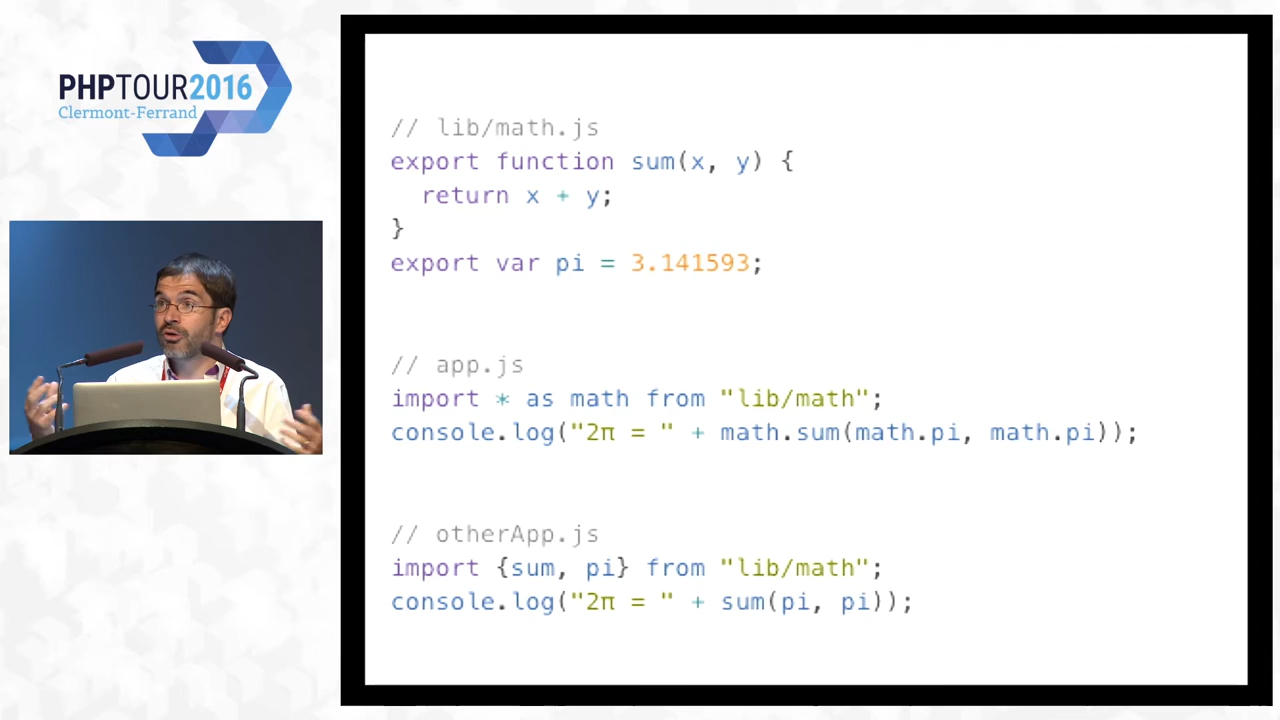 PHPTOUR2016
Clermont-Ferrand
// lib/math.js
export function sum(x, y) {
  return x + y;
}
export var pi = 3.141593;
// app.js
import * as math from "lib/math";
console.log("2π = " + math.sum(math.pi, math.pi));
// otherApp.js
import {sum, pi} from "lib/math";
console.log("2π = " + sum(pi, pi));